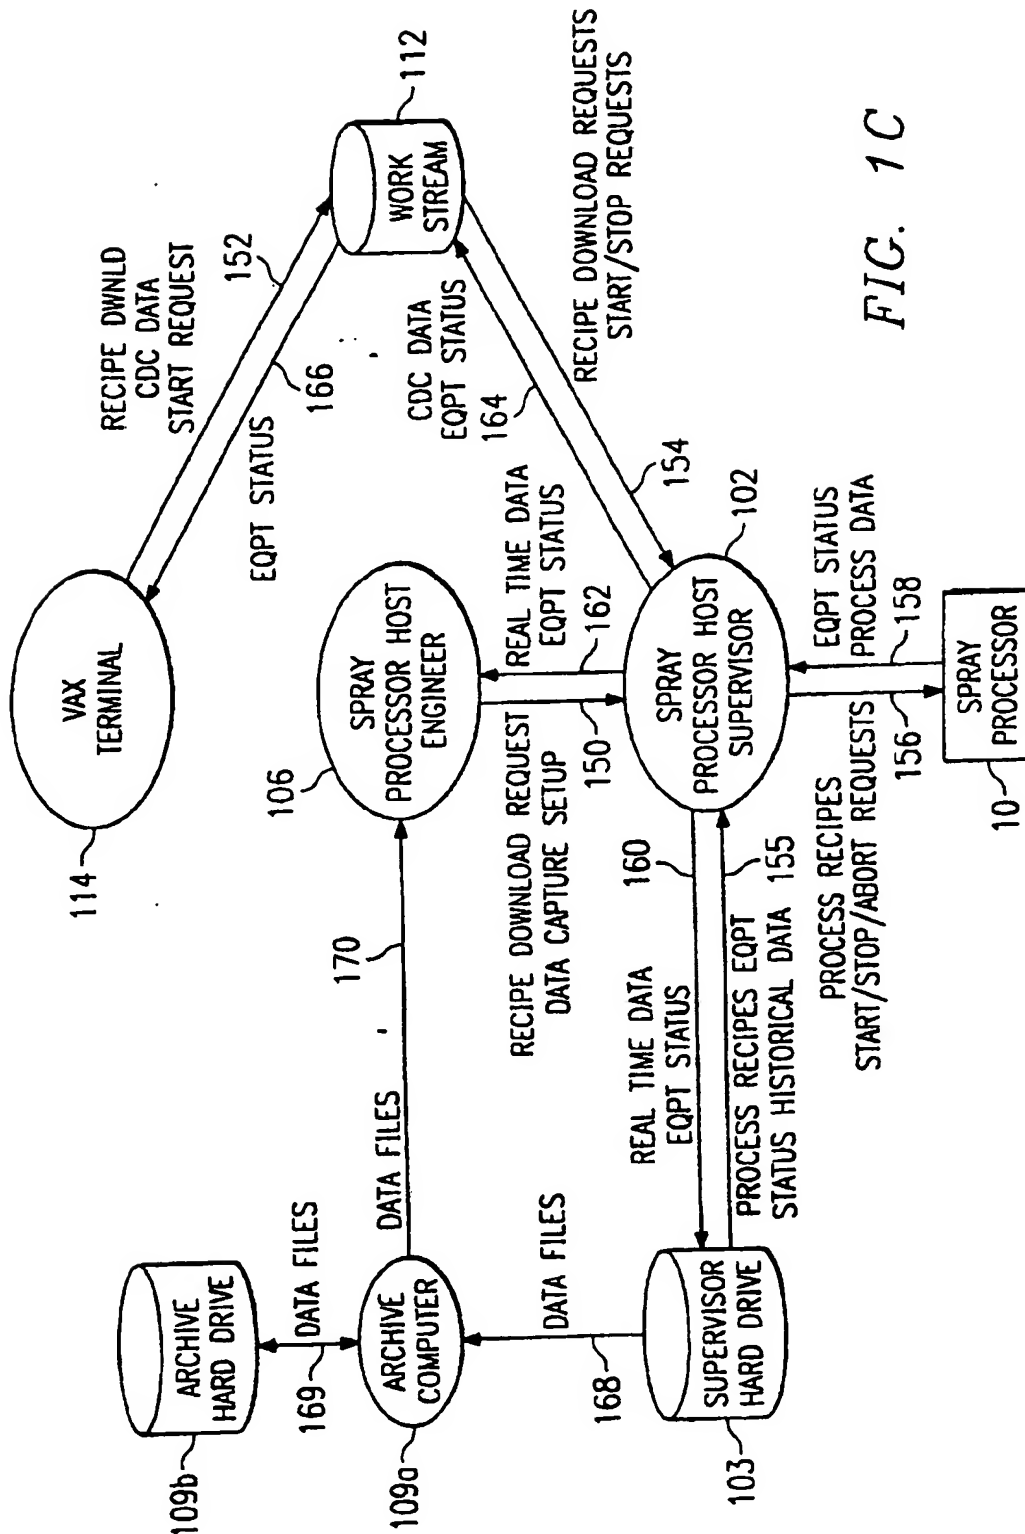 109b
ARCHIVE
HARD DRIVE
DATA FILES
169
ARCHIVE
COMPUTER
109a
DATA FILES
170
114
VAX
TERMINAL
RECIPE DWNLD
CDC DATA
START REQUEST
152
EQPT STATUS
166
WORK
STREAM
112
106
SPRAY
PROCESSOR HOST
ENGINEER
CDC DATA
EQPT STATUS
164
RECIPE DOWNLOAD REQUESTS
START/STOP REQUESTS
154
DATA FILES
168
RECIPE DOWNLOAD REQUEST
DATA CAPTURE SETUP
150
REAL TIME DATA
EQPT STATUS
162
103
SUPERVISOR
HARD DRIVE
REAL TIME DATA
EQPT STATUS
160
PROCESS RECIPES EQPT
STATUS HISTORICAL DATA
155
SPRAY
PROCESSOR HOST
SUPERVISOR
102
PROCESS RECIPES
START/STOP/ABORT REQUESTS
156
EQPT STATUS
PROCESS DATA
158
10
SPRAY
PROCESSOR
FIG. 1C